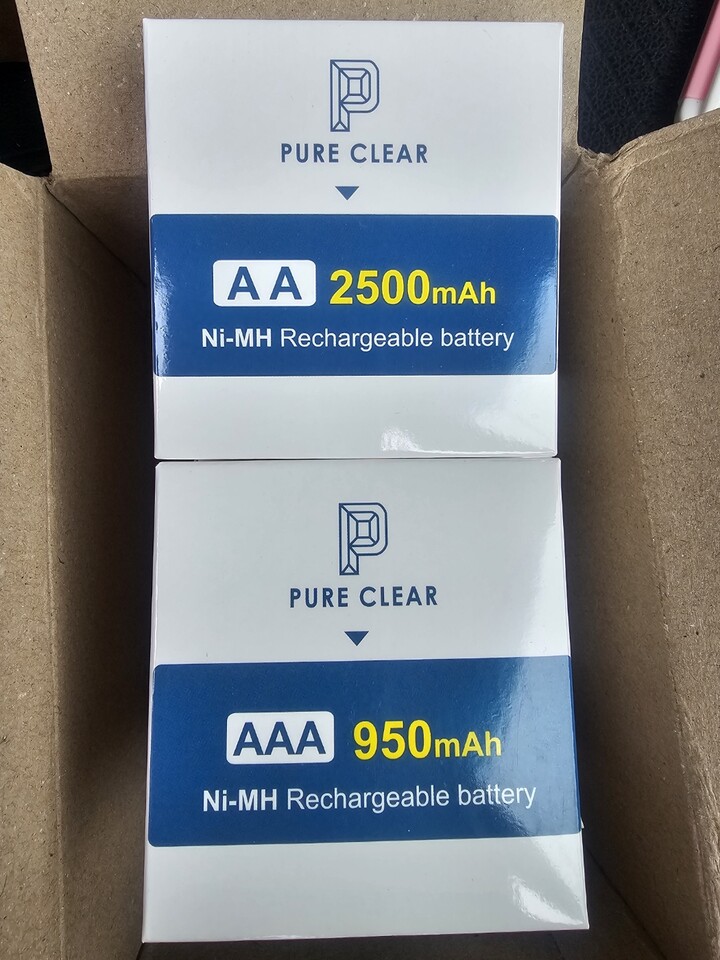 PURE CLEAR
AA 2500mAh
Ni-MH Rechargeable battery
PURE CLEAR
AAA 950mAh
Ni-MH Rechargeable battery